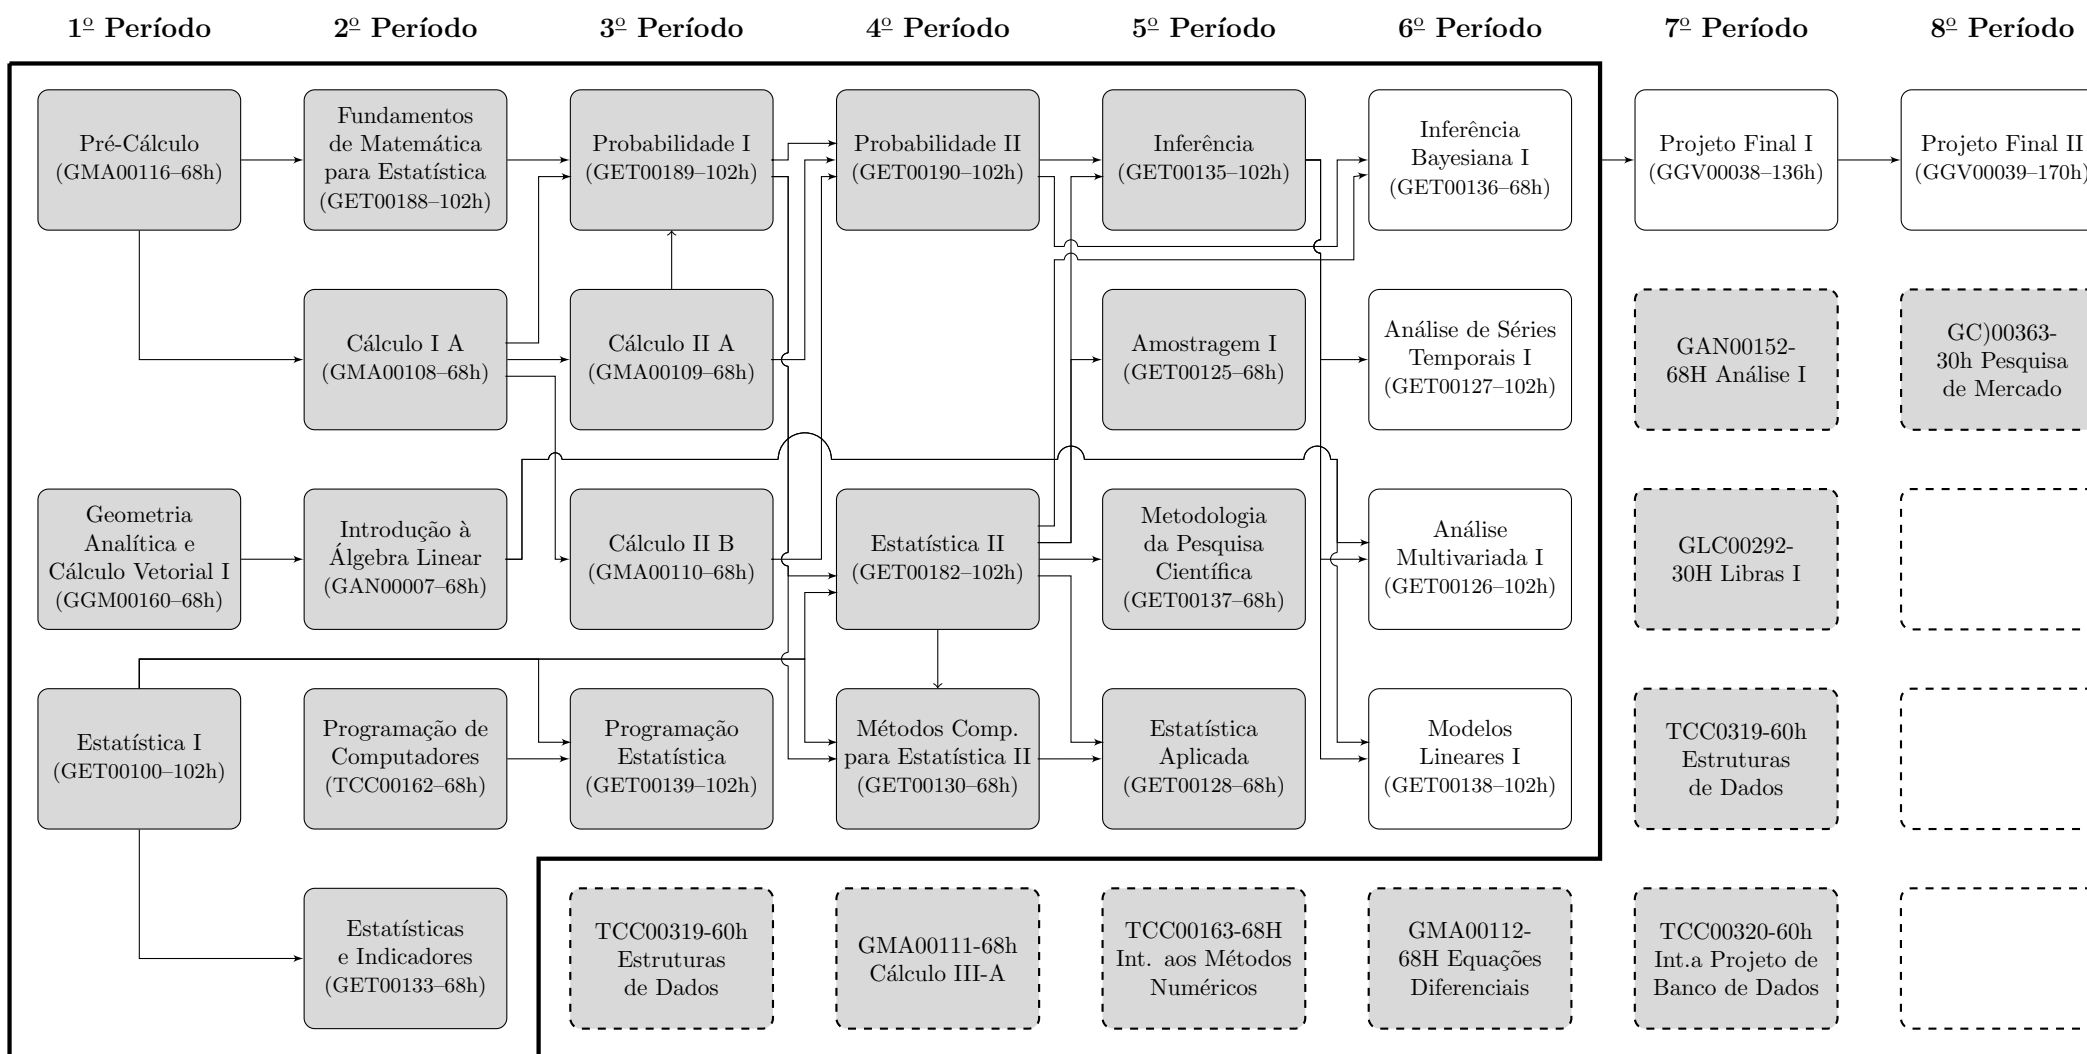 1º Período
2º Período
3º Período
4º Período
5º Período
6º Período
7º Período
8º Período
Pré-Cálculo
(GMA00116–68h)
Fundamentos
de Matemática
para Estatística
(GET00188–102h)
Probabilidade I
(GET00189–102h)
Probabilidade II
(GET00190–102h)
Inferência
(GET00135–102h)
Inferência
Bayesiana I
(GET00136–68h)
Projeto Final I
(GGV00038–136h)
Projeto Final II
(GGV00039–170h)
Cálculo I A
(GMA00108–68h)
Cálculo II A
(GMA00109–68h)
Amostragem I
(GET00125–68h)
Análise de Séries
Temporais I
(GET00127–102h)
GAN00152-
68H Análise I
GC)00363-
30h Pesquisa
de Mercado
Geometria
Analítica e
Cálculo Vetorial I
(GGM00160–68h)
Introdução à
Álgebra Linear
(GAN00007–68h)
Cálculo II B
(GMA00110–68h)
Estatística II
(GET00182–102h)
Metodologia
da Pesquisa
Científica
(GET00137–68h)
Análise
Multivariada I
(GET00126–102h)
GLC00292-
30H Libras I
Estatística I
(GET00100–102h)
Programação de
Computadores
(TCC00162–68h)
Programação
Estatística
(GET00139–102h)
Métodos Comp.
para Estatística II
(GET00130–68h)
Estatística
Aplicada
(GET00128–68h)
Modelos
Lineares I
(GET00138–102h)
TCC0319-60h
Estruturas
de Dados
Estatísticas
e Indicadores
(GET00133–68h)
TCC00319-60h
Estruturas
de Dados
GMA00111-68h
Cálculo III-A
TCC00163-68H
Int. aos Métodos
Numéricos
GMA00112-
68H Equações
Diferenciais
TCC00320-60h
Int.a Projeto de
Banco de Dados